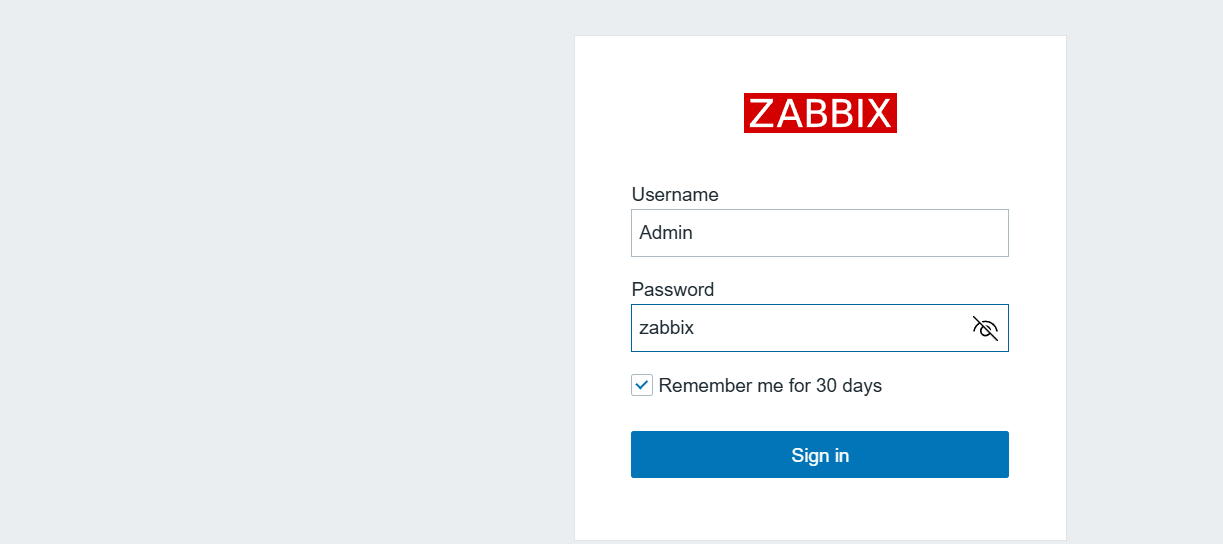 ZABBIX
Username
Admin
Password
zabbix
Remember me for 30 days
Sign in